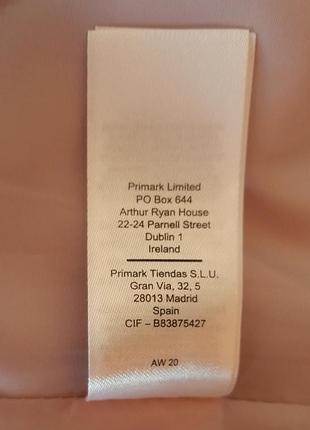 Primark Limited
PO Box 644
Arthur Ryan House
22-24 Parnell Street
Dublin 1
Ireland
Primark Tiendas S.L.U.
Gran Via, 32, 5
28013 Madrid
Spain
CIF – B83875427
AW 20